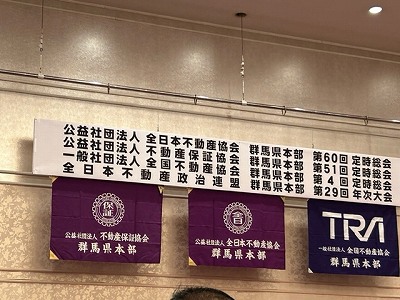 公益社団法人 全日本不動産協会 群馬県本部 第60回 定時総会
公益社団法人 不動産保証協会 群馬県本部 第51回 定時総会
一般社団法人 全国不動産協会 群馬県本部 第4回 定時総会
全日本不動産政治連盟 群馬県本部 第29回 年次大会
保証
公益社団法人 不動産保証協会
群馬県本部
公益社団法人 全日本不動産協会
群馬県本部
TRA
一般社団法人 全国不動産協会
群馬県本部